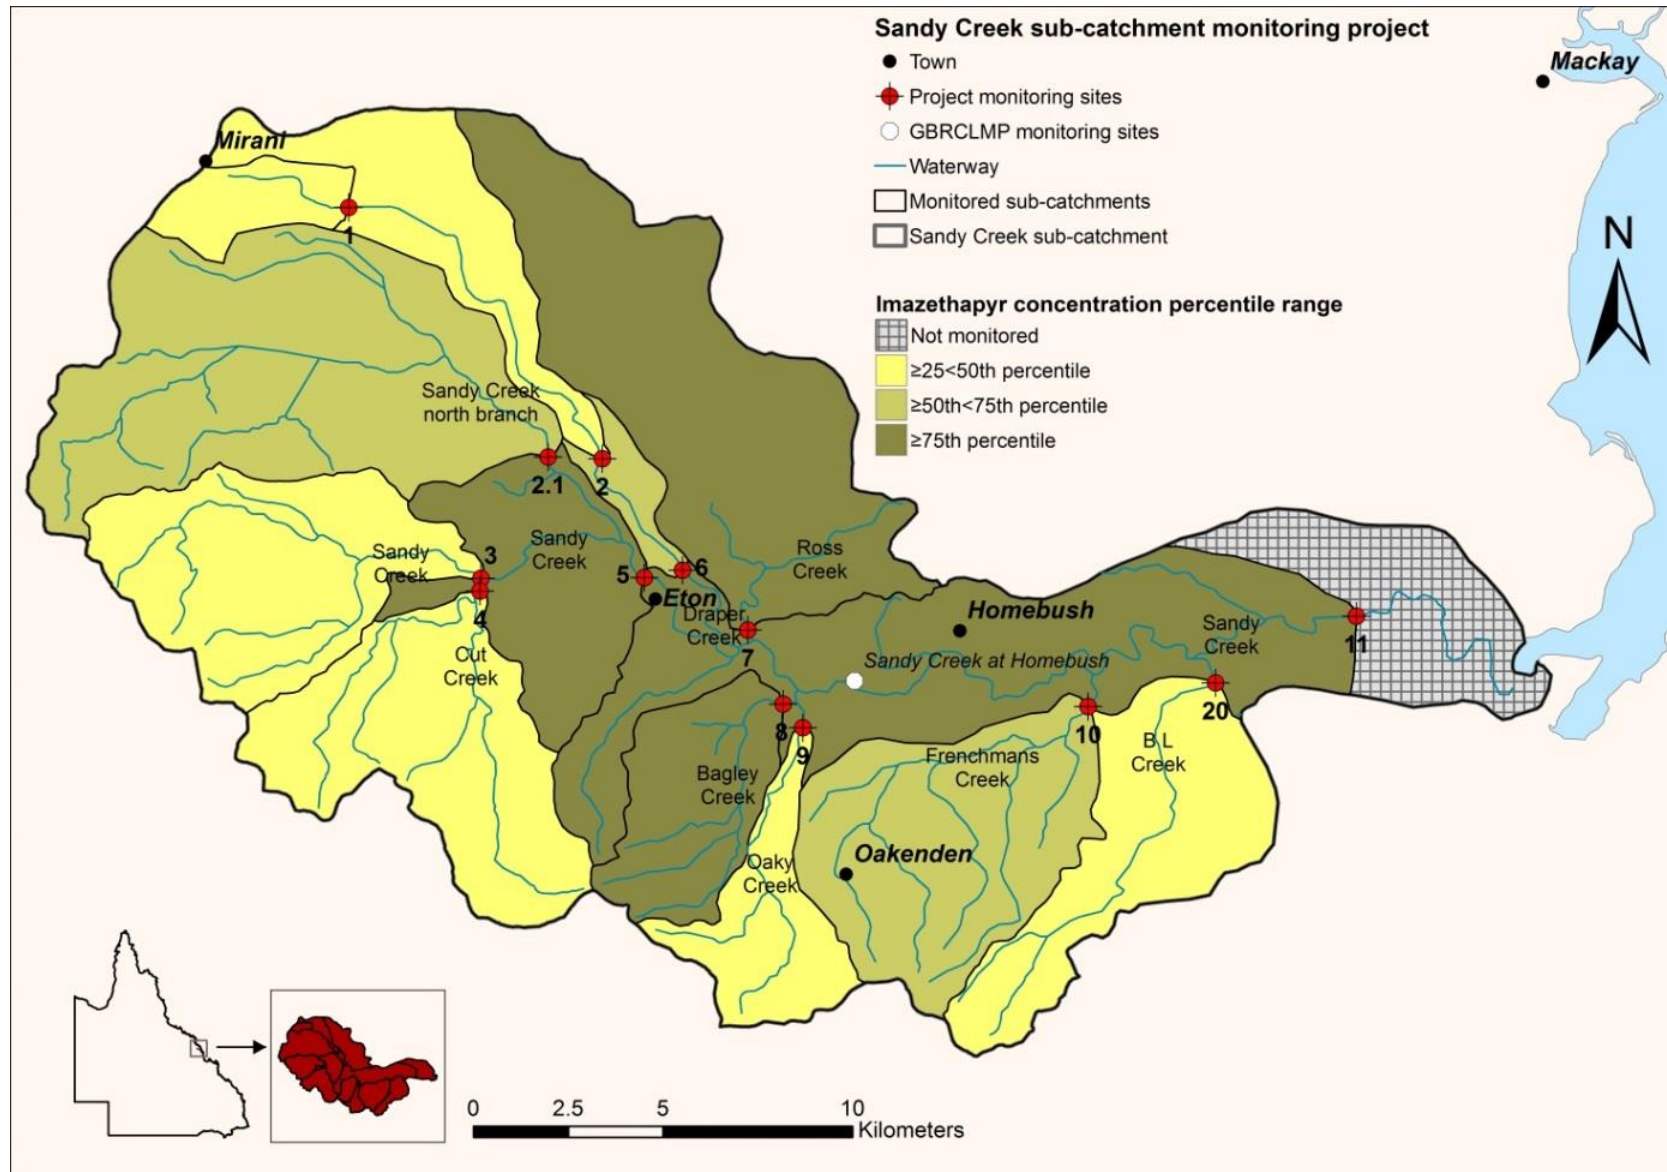 Sandy Creek sub-catchment monitoring project
Town
Project monitoring sites
GBRCLMP monitoring sites
Waterway
Monitored sub-catchments
Sandy Creek sub-catchment
Imazethapyr concentration percentile range
Not monitored
≥25<50th percentile
≥50th<75th percentile
≥75th percentile
Mackay
N
Mirani
1
Sandy Creek
north branch
2.1
2
Sandy
Creek
3
4
Sandy
Creek
5
6
Eton
Ross
Creek
Draper
Creek
7
Homebush
Sandy Creek at Homebush
Sandy
Creek
11
Cut
Creek
20
8
9
10
Bagley
Creek
Frenchmans
Creek
B L
Creek
Oaky
Creek
Oakenden
0
2.5
5
10
Kilometers